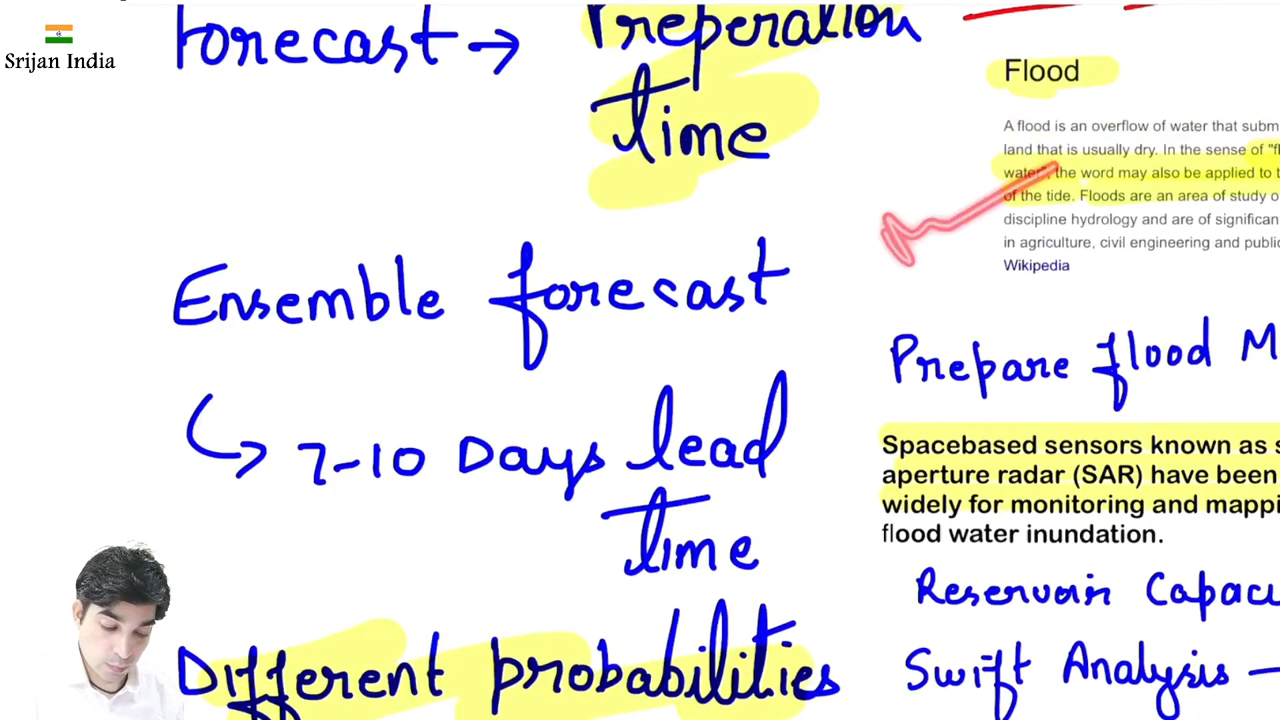 Srijan India
Forecast → Preperation
time
Ensemble forecast
↳ 7-10 Days lead
time
Different probabilities
Flood
A flood is an overflow of water that subm
land that is usually dry. In the sense of "fl
water", the word may also be applied to t
of the tide. Floods are an area of study o
discipline hydrology and are of significan
in agriculture, civil engineering and public
Wikipedia
Prepare flood M
Spacebased sensors known as s
aperture radar (SAR) have been
widely for monitoring and mappi
flood water inundation.
Reservoir Capaci
Swift Analysis –